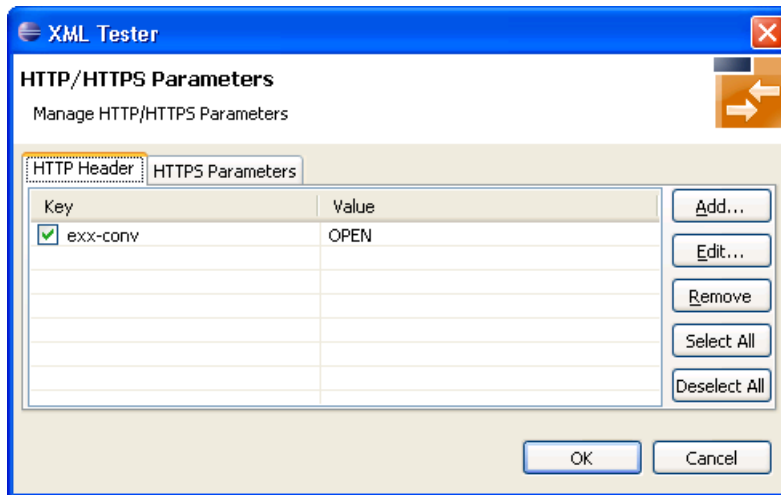 XML Tester
HTTP/HTTPS Parameters
Manage HTTP/HTTPS Parameters
HTTP Header HTTPS Parameters
Key Value
exx-conv OPEN
Add...
Edit...
Remove
Select All
Deselect All
OK Cancel